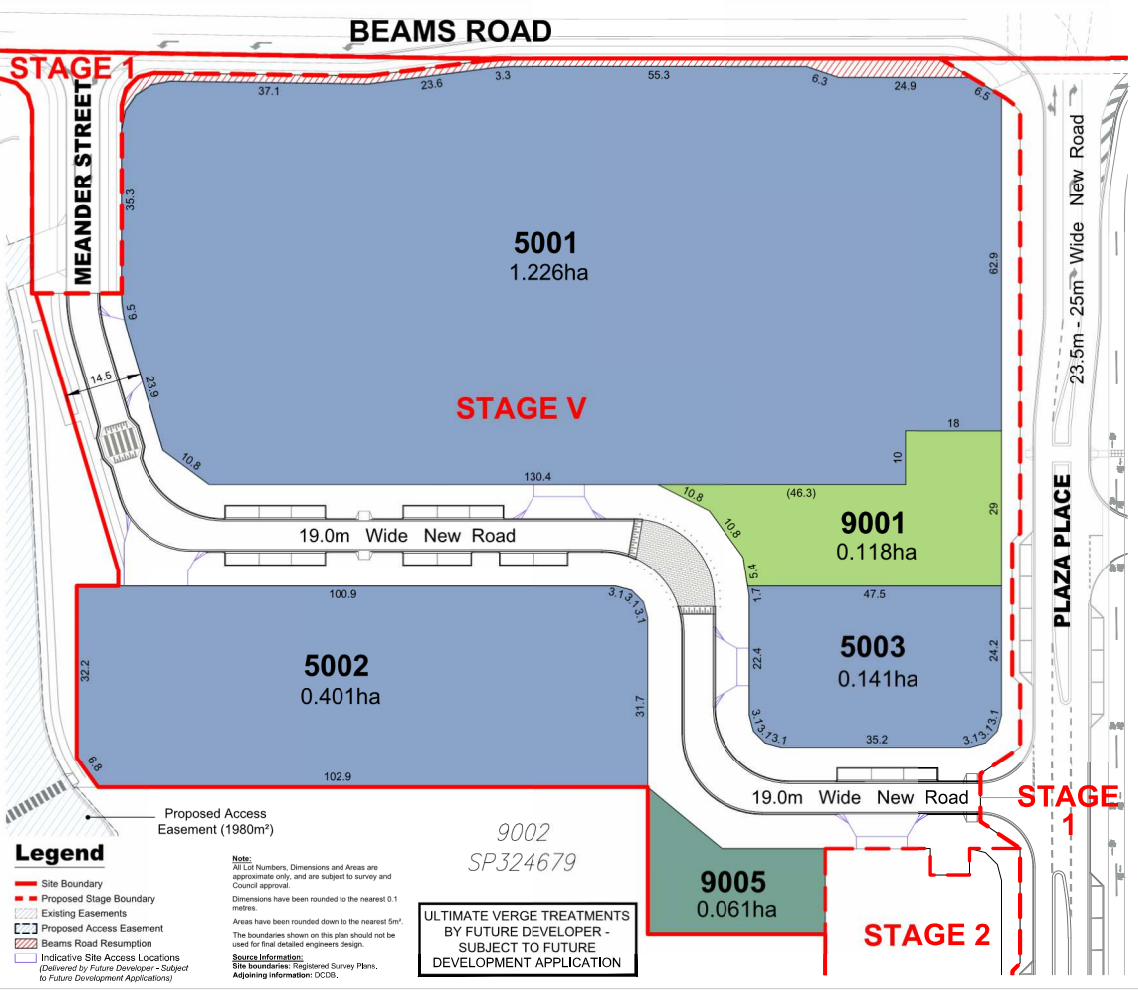 BEAMS ROAD
STAGE 1
MEANDER STREET
37.1
23.6
3.3
55.3
6.3
24.9
6.5
35.3
5001
1.226ha
62.9
23.5m - 25m Wide New Road
6.5
14.5
23.9
STAGE V
18
10
10.8
130.4
10.8
(46.3)
9001
0.118ha
29
10.8
19.0m Wide New Road
5.4
1.7
PLAZA PLACE
100.9
3.1
3.1
3.1
47.5
5002
0.401ha
32.2
31.7
5003
0.141ha
22.4
24.2
3.1
3.1
3.1
35.2
3.1
3.1
3.1
6.8
102.9
19.0m Wide New Road
STAGE
1
Proposed Access
Easement (1980m²)
9002
SP324679
9005
0.061ha
STAGE 2
Legend
Site Boundary
Proposed Stage Boundary
Existing Easements
Proposed Access Easement
Beams Road Resumption
Indicative Site Access Locations
(Delivered by Future Developer - Subject
to Future Development Applications)
Note:
All Lot Numbers, Dimensions and Areas are
approximate only, and are subject to survey and
Council approval.
Dimensions have been rounded to the nearest 0.1
metres.
Areas have been rounded down to the nearest 5m².
The boundaries shown on this plan should not be
used for final detailed engineers design.
Source Information:
Site boundaries: Registered Survey Plans.
Adjoining information: DCDB.
ULTIMATE VERGE TREATMENTS
BY FUTURE DEVELOPER -
SUBJECT TO FUTURE
DEVELOPMENT APPLICATION